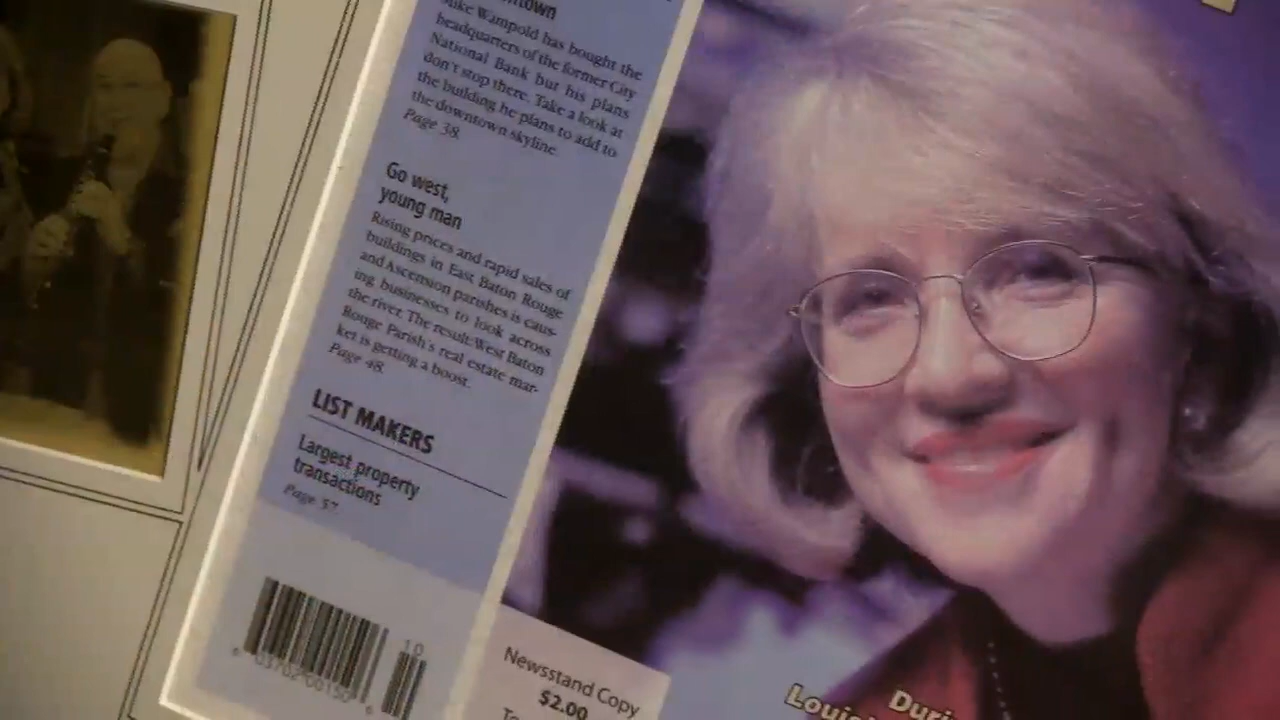 Mike Wampold has bought the
headquarters of the former City
National Bank but his plans
don't stop there. Take a look at
the building he plans to add to
the downtown skyline.
Page 38.
Go west,
young man
Rising prices and rapid sales of
buildings in East Baton Rouge
and Ascension parishes is caus-
ing businesses to look across
the river. The result: West Baton
Rouge Parish's real estate mar-
ket is getting a boost.
Page 48.
LIST MAKERS
Largest property
transactions
Page 57
10
Newsstand Copy
$2.00